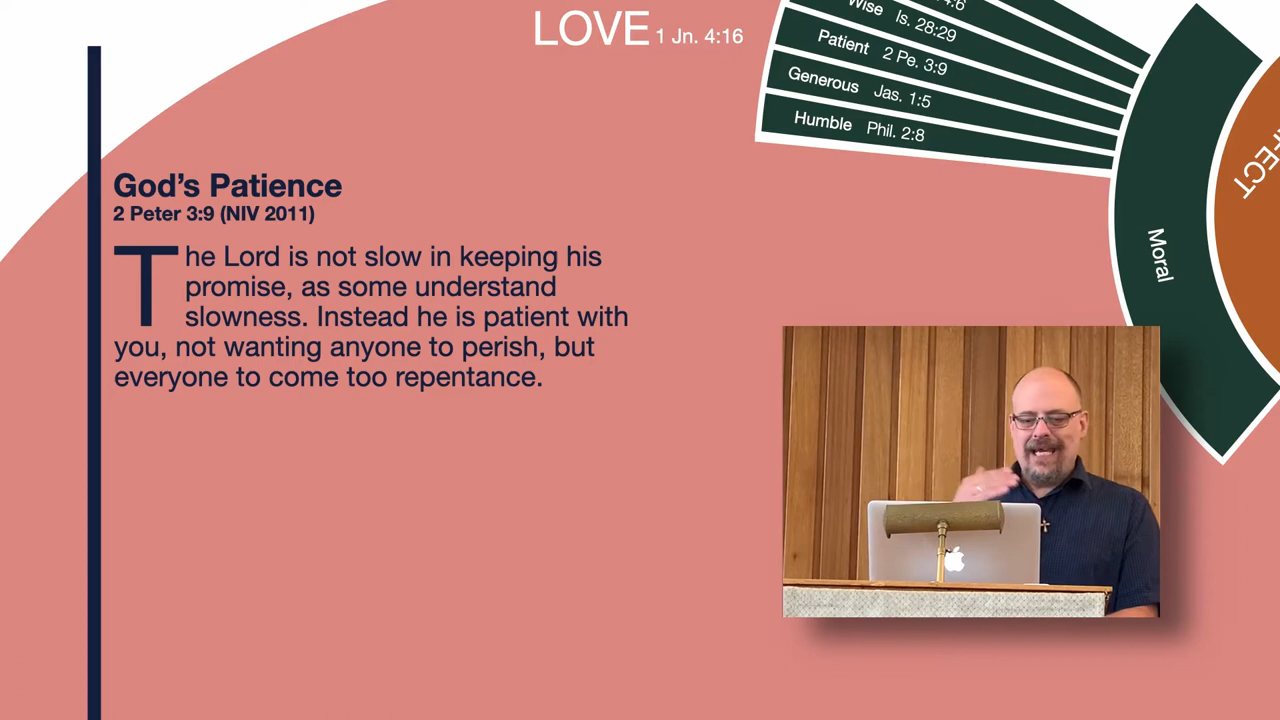 LOVE 1 Jn. 4:16
4:6
Wise Is. 28:29
Patient 2 Pe. 3:9
Generous Jas. 1:5
Humble Phil. 2:8
Moral
FECT
God's Patience
2 Peter 3:9 (NIV 2011)
The Lord is not slow in keeping his
promise, as some understand
slowness. Instead he is patient with
you, not wanting anyone to perish, but
everyone to come too repentance.